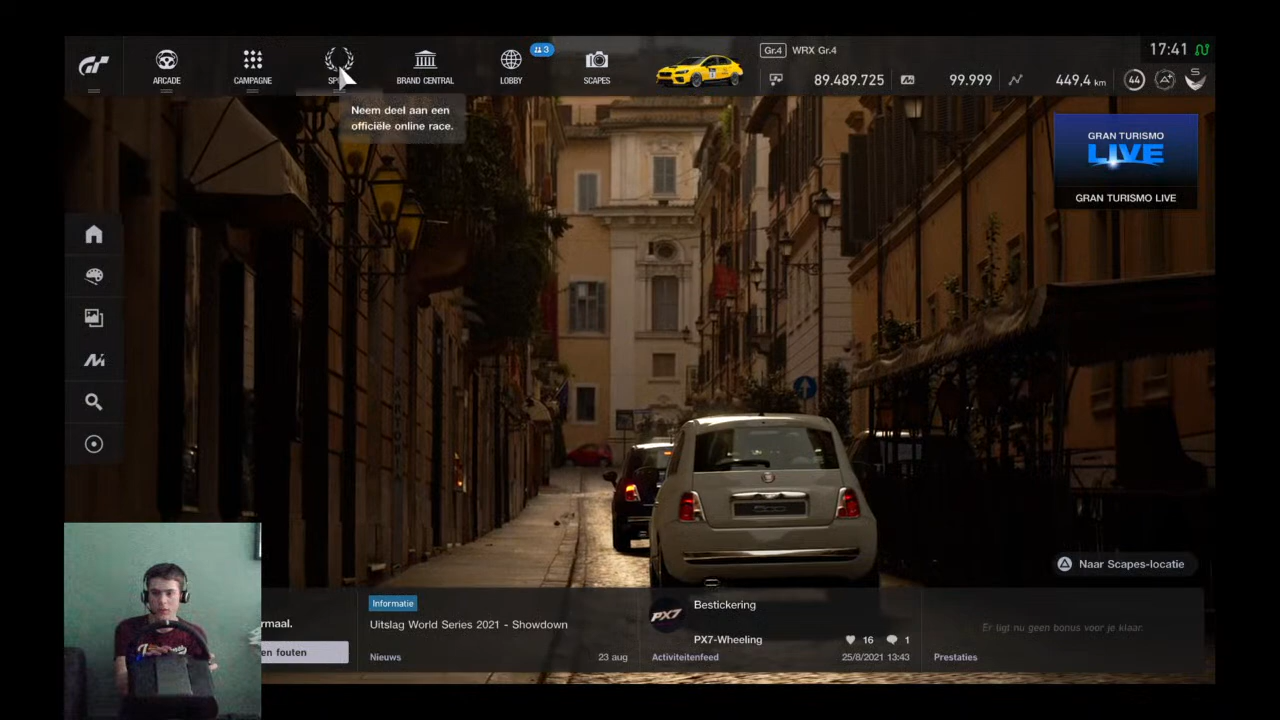 GT
ARCADE
CAMPAGNE
SP
BRAND CENTRAL
3
LOBBY
SCAPES
Gr.4 WRX Gr.4
17:41
89.489.725
99.999
449,4 km
44
S
Neem deel aan een
officiële online race.
GRAN TURISMO
LIVE
GRAN TURISMO LIVE
Naar Scapes-locatie
rmaal.
en fouten
Informatie
Uitslag World Series 2021 - Showdown
Nieuws
23 aug
PX7
Bestickering
PX7-Wheeling
16
1
Activiteitenfeed
25/8/2021 13:43
Er ligt nu geen bonus voor je klaar.
Prestaties